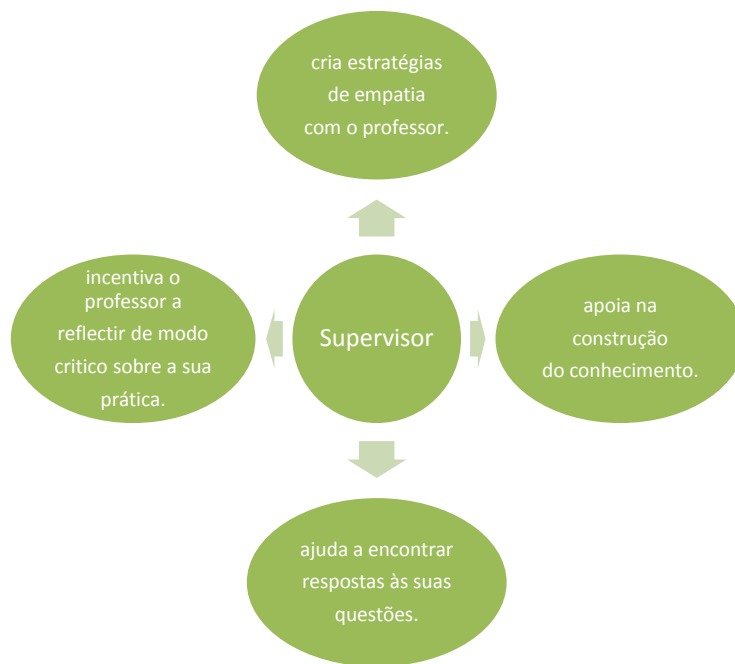 cria estratégias
de empatia
com o professor.
incentiva o
professor a
reflectir de modo
critico sobre a sua
prática.
Supervisor
apoia na
construção
do conhecimento.
ajuda a encontrar
respostas às suas
questões.